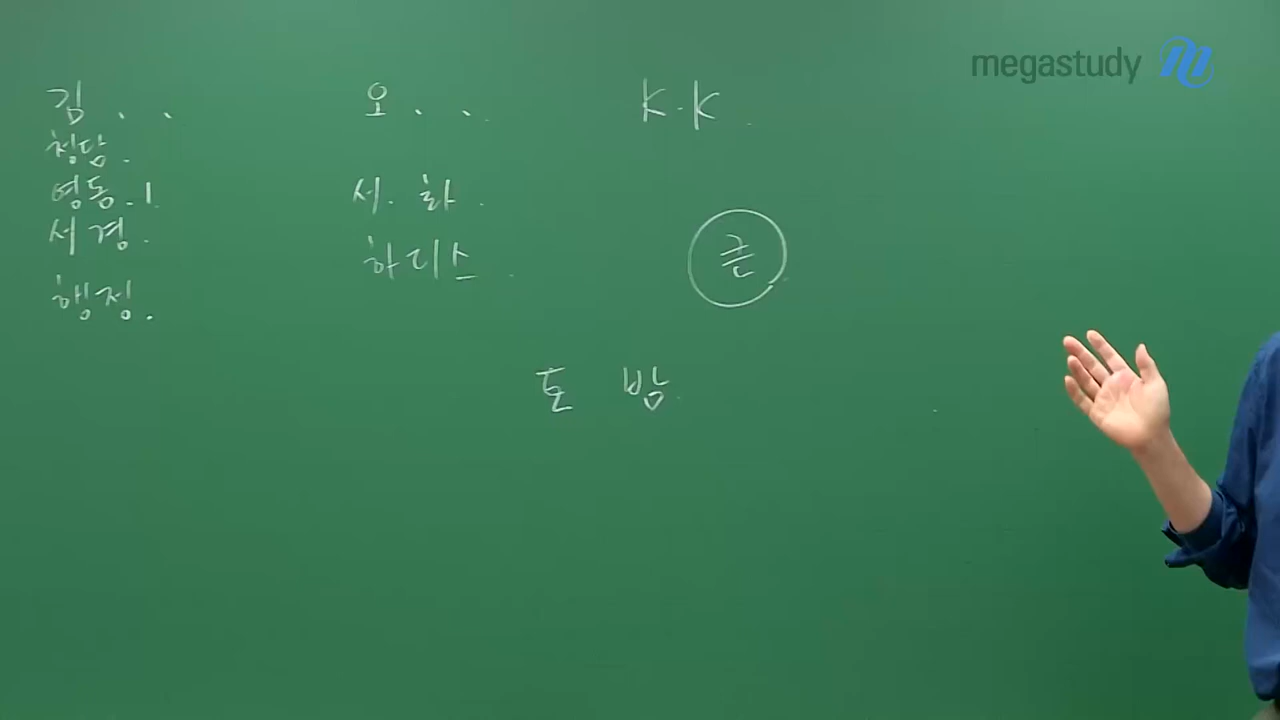 megastudy
김 . .
청담.
영동.1
서경.
행정.
오 . .
서. 화.
하디스.
K.K.
큰
토 밤